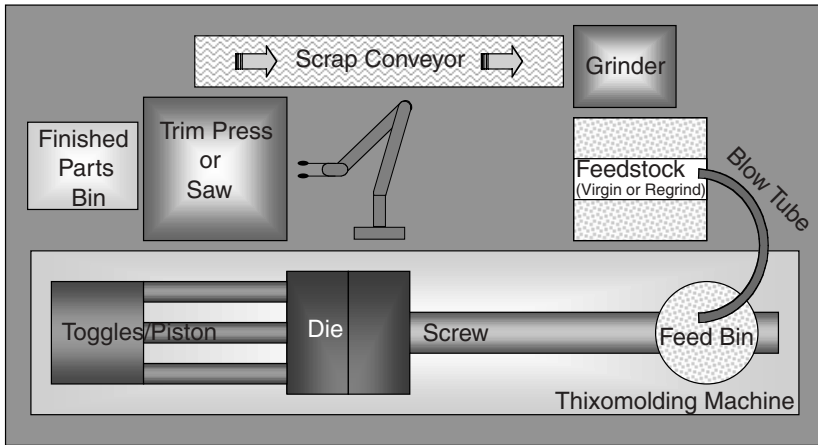 Scrap Conveyor
Grinder
Finished
Parts
Bin
Trim Press
or
Saw
Feedstock
(Virgin or Regrind)
Blow Tube
Toggles/Piston
Die
Screw
Feed Bin
Thixomolding Machine